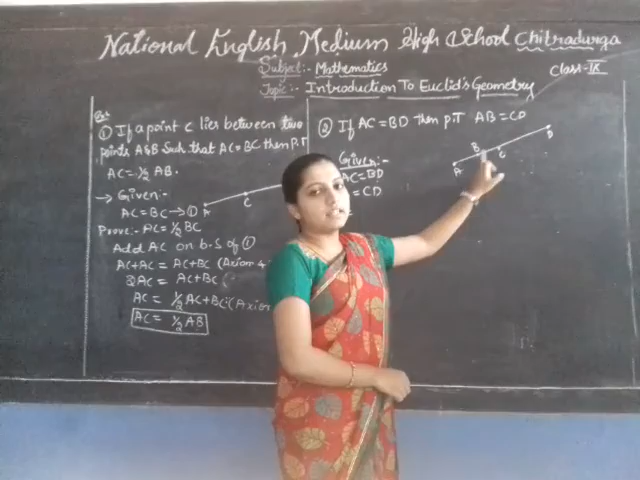 National English Medium High School Chitradurga
Subject:- Mathematics
Class-IX
Topic:- Introduction To Euclid's Geometry
Ex:
① If a point C lies between two
points A&B Such that AC=BC then P.T
AC=½ AB.
→ Given:-
AC=BC→①
Prove:- AC=½ BC
Add AC on b.S of ①
AC+AC = AC+BC (Axiom 4
2AC = AC+BC
AC = ½ AC+BC (Axiom
AC = ½ AB
A C
② If AC=BD then P.T AB=CD
Given:-
AC=BD
=CD
A B C D